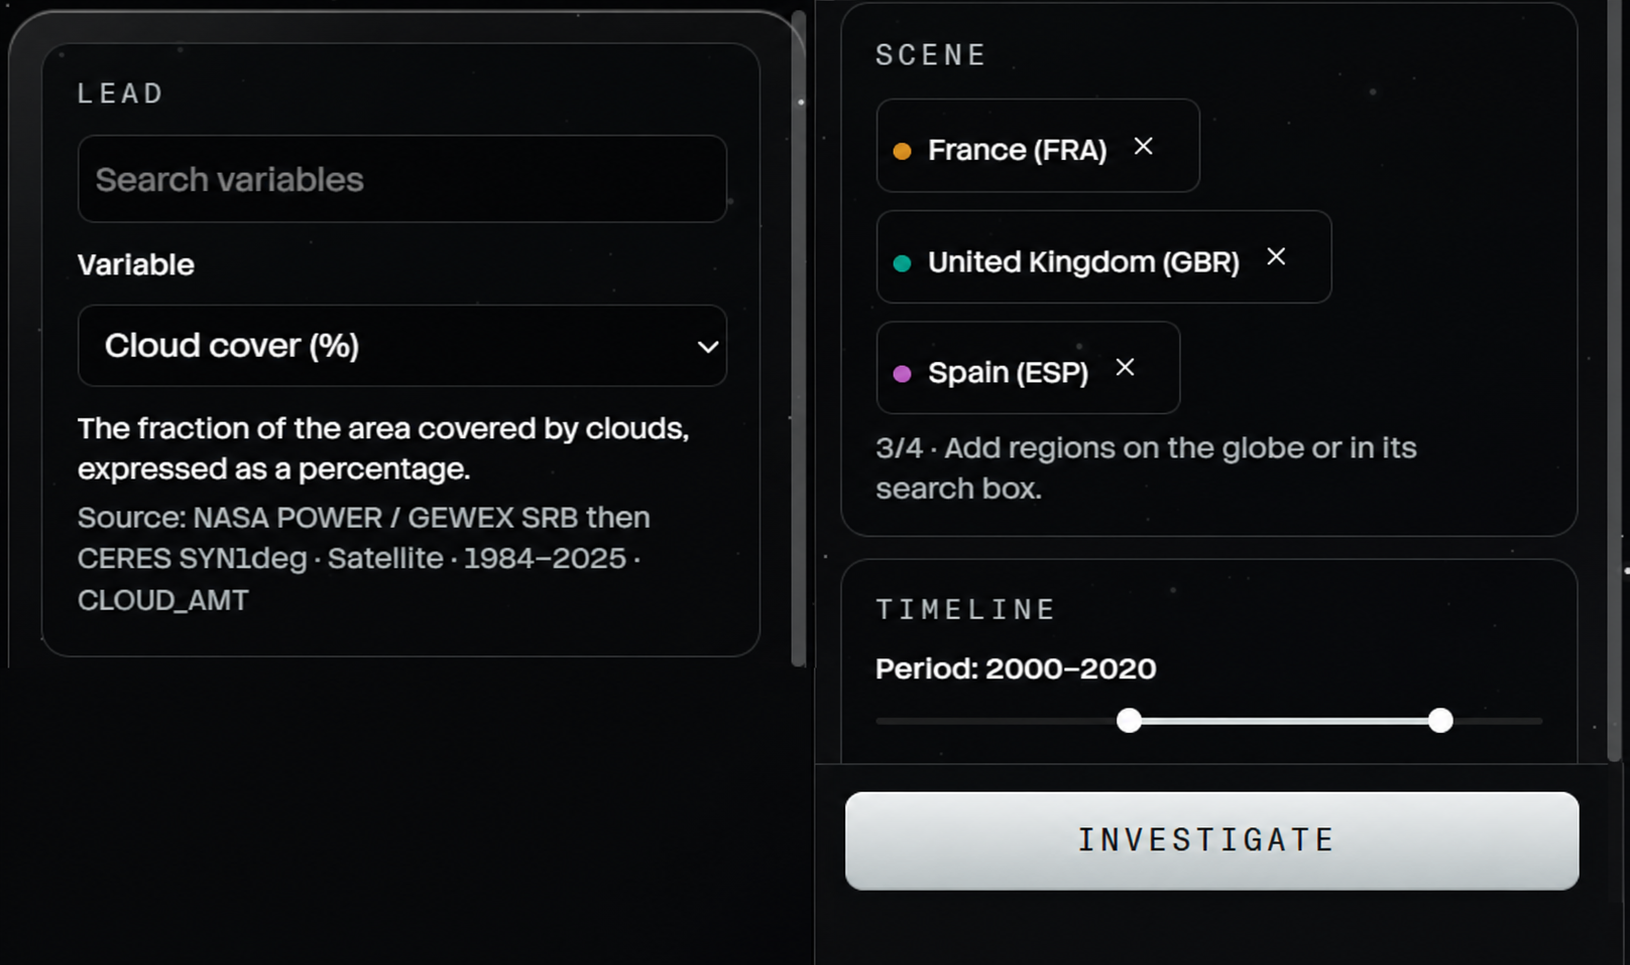 LEAD
Search variables
Variable
Cloud cover (%)
The fraction of the area covered by clouds,
expressed as a percentage.
Source: NASA POWER / GEWEX SRB then
CERES SYN1deg · Satellite · 1984–2025 ·
CLOUD_AMT
SCENE
France (FRA) ×
United Kingdom (GBR) ×
Spain (ESP) ×
3/4 · Add regions on the globe or in its
search box.
TIMELINE
Period: 2000–2020
INVESTIGATE